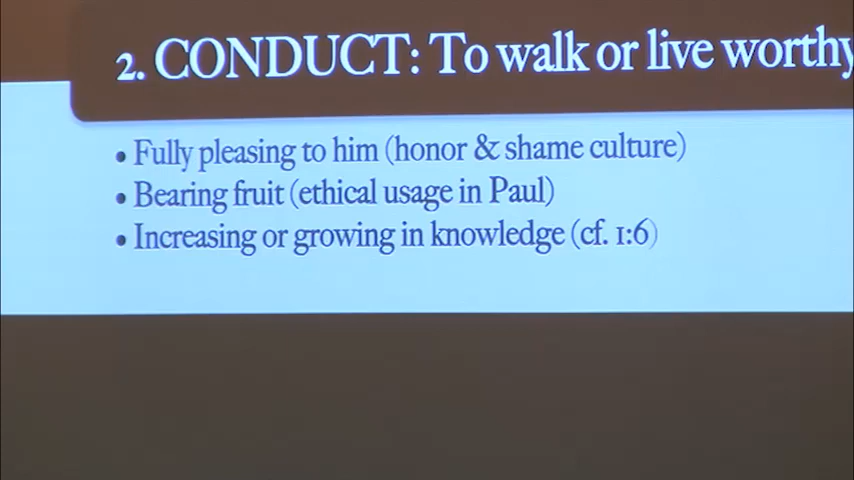 2. CONDUCT: To walk or live worthy
• Fully pleasing to him (honor & shame culture)
• Bearing fruit (ethical usage in Paul)
• Increasing or growing in knowledge (cf. 1:6)